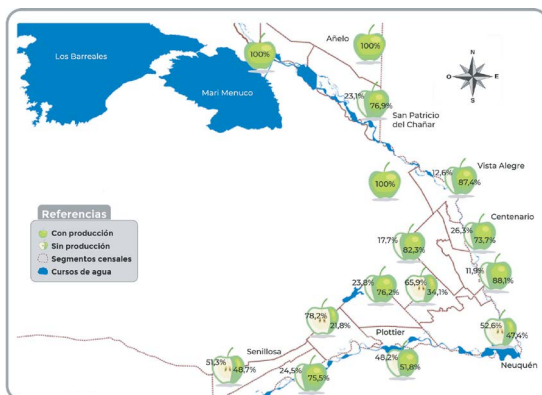 Los Barreales
Mari Menuco
100%
Añelo
100%
N
O
E
S
23,1%
76,9%
San Patricio
del Chañar
Vista Alegre
12,6%
87,4%
100%
Centenario
26,3%
73,7%
17,7%
82,3%
11,9%
88,1%
Referencias
Con producción
Sin producción
Segmentos censales
Cursos de agua
23,8%
76,2%
65,9%
34,1%
78,2%
21,8%
Plottier
52,6%
47,4%
Neuquén
Senillosa
51,3%
48,7%
24,5%
75,5%
48,2%
51,8%